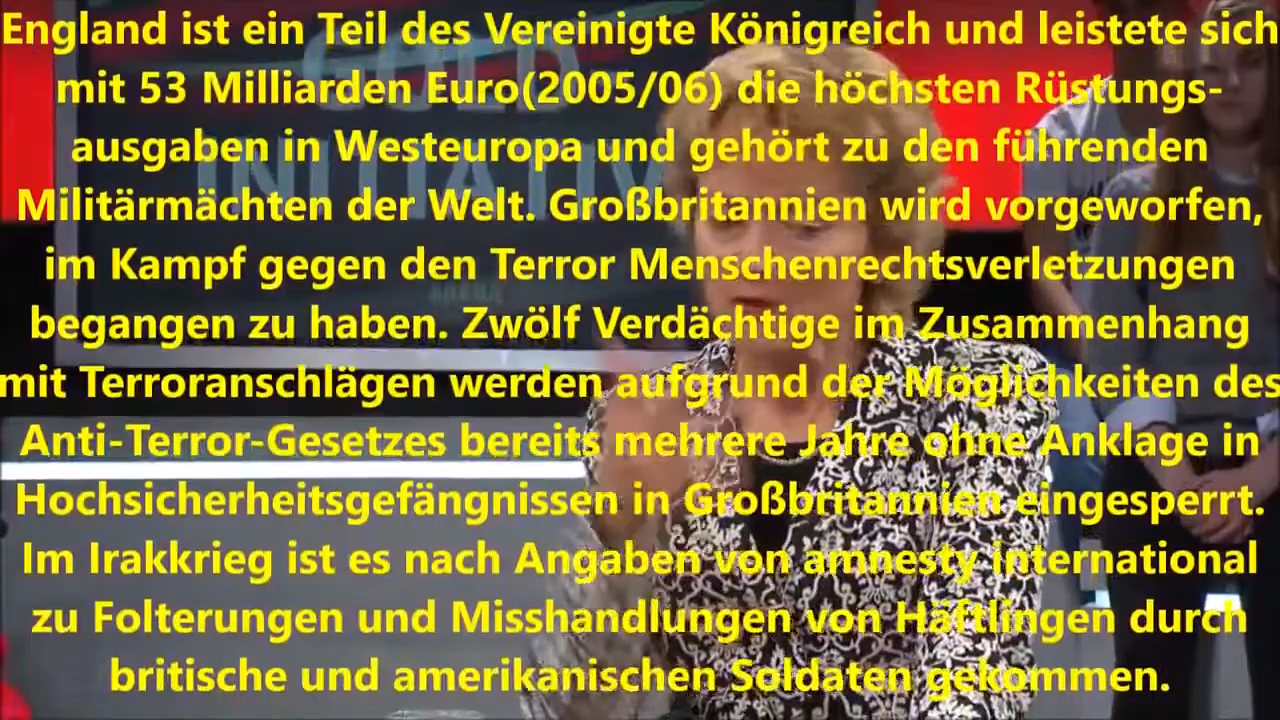 GOLD
INITIATIV
England ist ein Teil des Vereinigte Königreich und leistete sich
mit 53 Milliarden Euro(2005/06) die höchsten Rüstungs-
ausgaben in Westeuropa und gehört zu den führenden
Militärmächten der Welt. Großbritannien wird vorgeworfen,
im Kampf gegen den Terror Menschenrechtsverletzungen
begangen zu haben. Zwölf Verdächtige im Zusammenhang
mit Terroranschlägen werden aufgrund der Möglichkeiten des
Anti-Terror-Gesetzes bereits mehrere Jahre ohne Anklage in
Hochsicherheitsgefängnissen in Großbritannien eingesperrt.
Im Irakkrieg ist es nach Angaben von amnesty international
zu Folterungen und Misshandlungen von Häftlingen durch
britische und amerikanischen Soldaten gekommen.